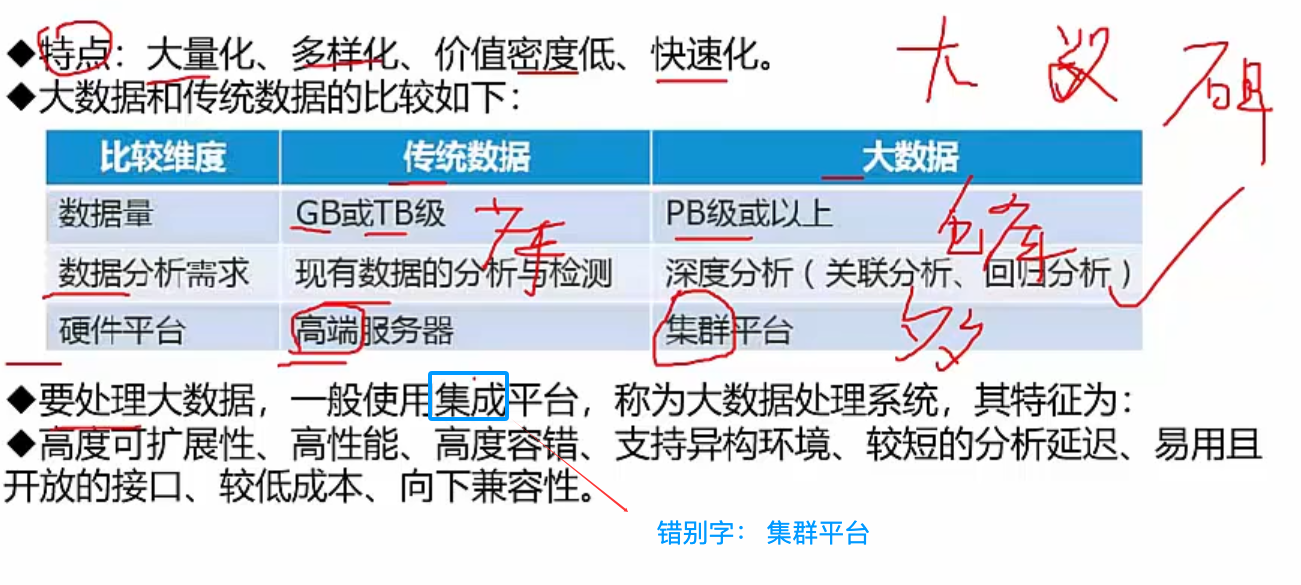 ◆特点：大量化、多样化、价值密度低、快速化。
大
◆大数据和传统数据的比较如下：
比较维度 传统数据 大数据
数据量 GB或TB级 PB级或以上
仓库
数据分析需求 现有数据的分析与检测 深度分析（关联分析、回归分析）
硬件平台 高端服务器 集群平台
◆要处理大数据，一般使用集成平台，称为大数据处理系统，其特征为：
◆高度可扩展性、高性能、高度容错、支持异构环境、较短的分析延迟、易用且
开放的接口、较低成本、向下兼容性。
错别字： 集群平台